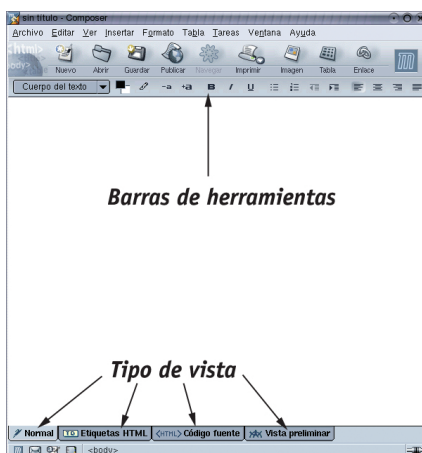 sin título - Composer
Archivo Editar Ver Insertar Formato Tabla Tareas Ventana Ayuda
Nuevo Abrir Guardar Publicar Navegar Imprimir Imagen Tabla Enlace
Cuerpo del texto -a +a B I U
Barras de herramientas
Tipo de vista
Normal TD Etiquetas HTML <HTML> Código fuente Vista preliminar
<body>